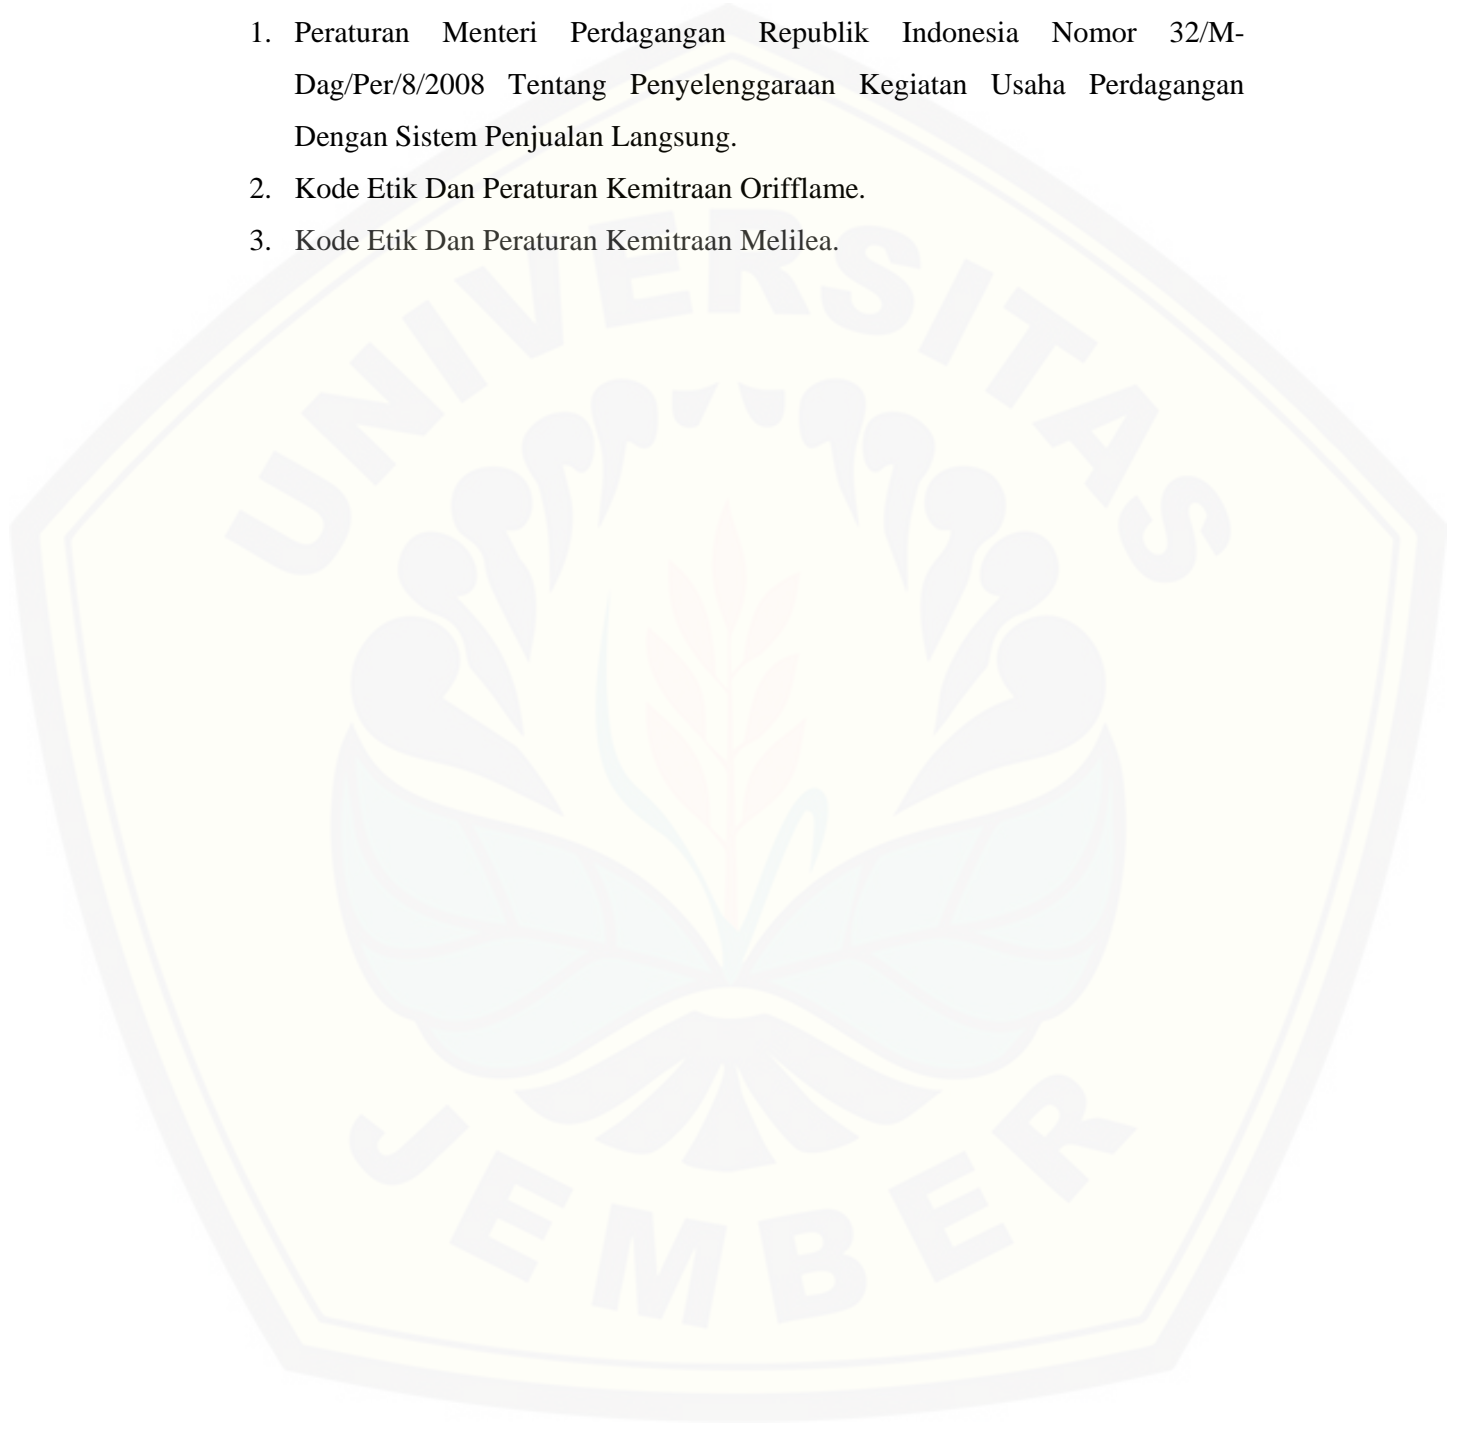 1. Peraturan Menteri Perdagangan Republik Indonesia Nomor 32/M-
Dag/Per/8/2008 Tentang Penyelenggaraan Kegiatan Usaha Perdagangan
Dengan Sistem Penjualan Langsung.
2. Kode Etik Dan Peraturan Kemitraan Orifflame.
3. Kode Etik Dan Peraturan Kemitraan Melilea.
UNIVERSITAS
JEMBER